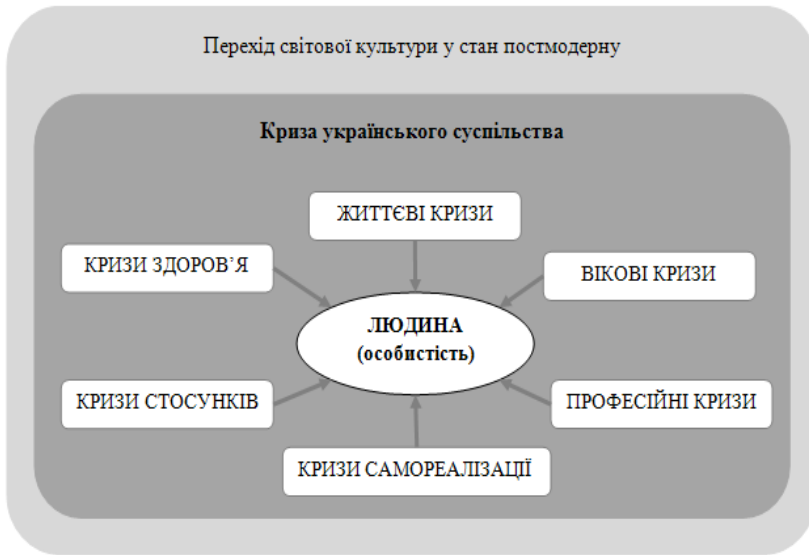 Перехід світової культури у стан постмодерну
Криза українського суспільства
ЖИТТЄВІ КРИЗИ
КРИЗИ ЗДОРОВ’Я
ВІКОВІ КРИЗИ
ЛЮДИНА
(особистість)
КРИЗИ СТОСУНКІВ
ПРОФЕСІЙНІ КРИЗИ
КРИЗИ САМОРЕАЛІЗАЦІЇ